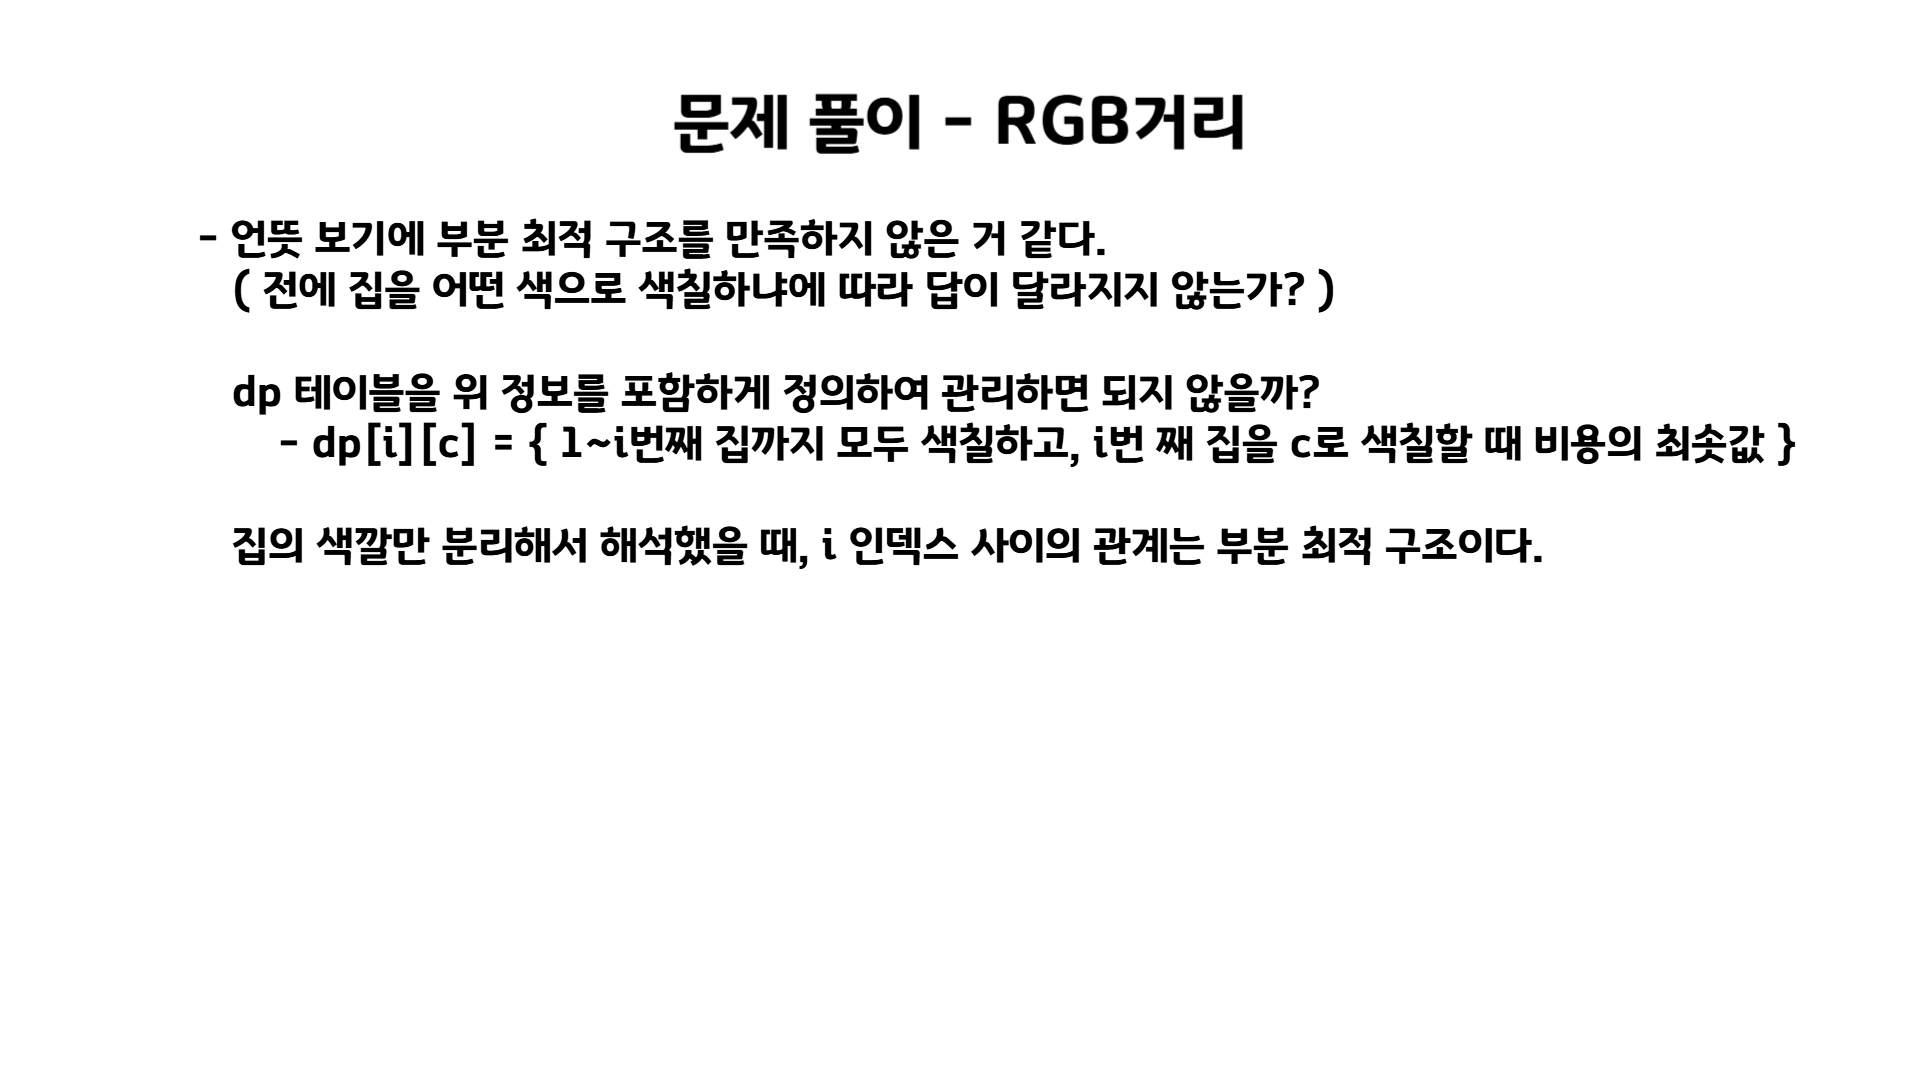 문제 풀이 - RGB거리
- 언뜻 보기에 부분 최적 구조를 만족하지 않은 거 같다.
( 전에 집을 어떤 색으로 색칠하냐에 따라 답이 달라지지 않는가? )
dp 테이블을 위 정보를 포함하게 정의하여 관리하면 되지 않을까?
- dp[i][c] = { 1~i번째 집까지 모두 색칠하고, i번 째 집을 c로 색칠할 때 비용의 최솟값 }
집의 색깔만 분리해서 해석했을 때, i 인덱스 사이의 관계는 부분 최적 구조이다.